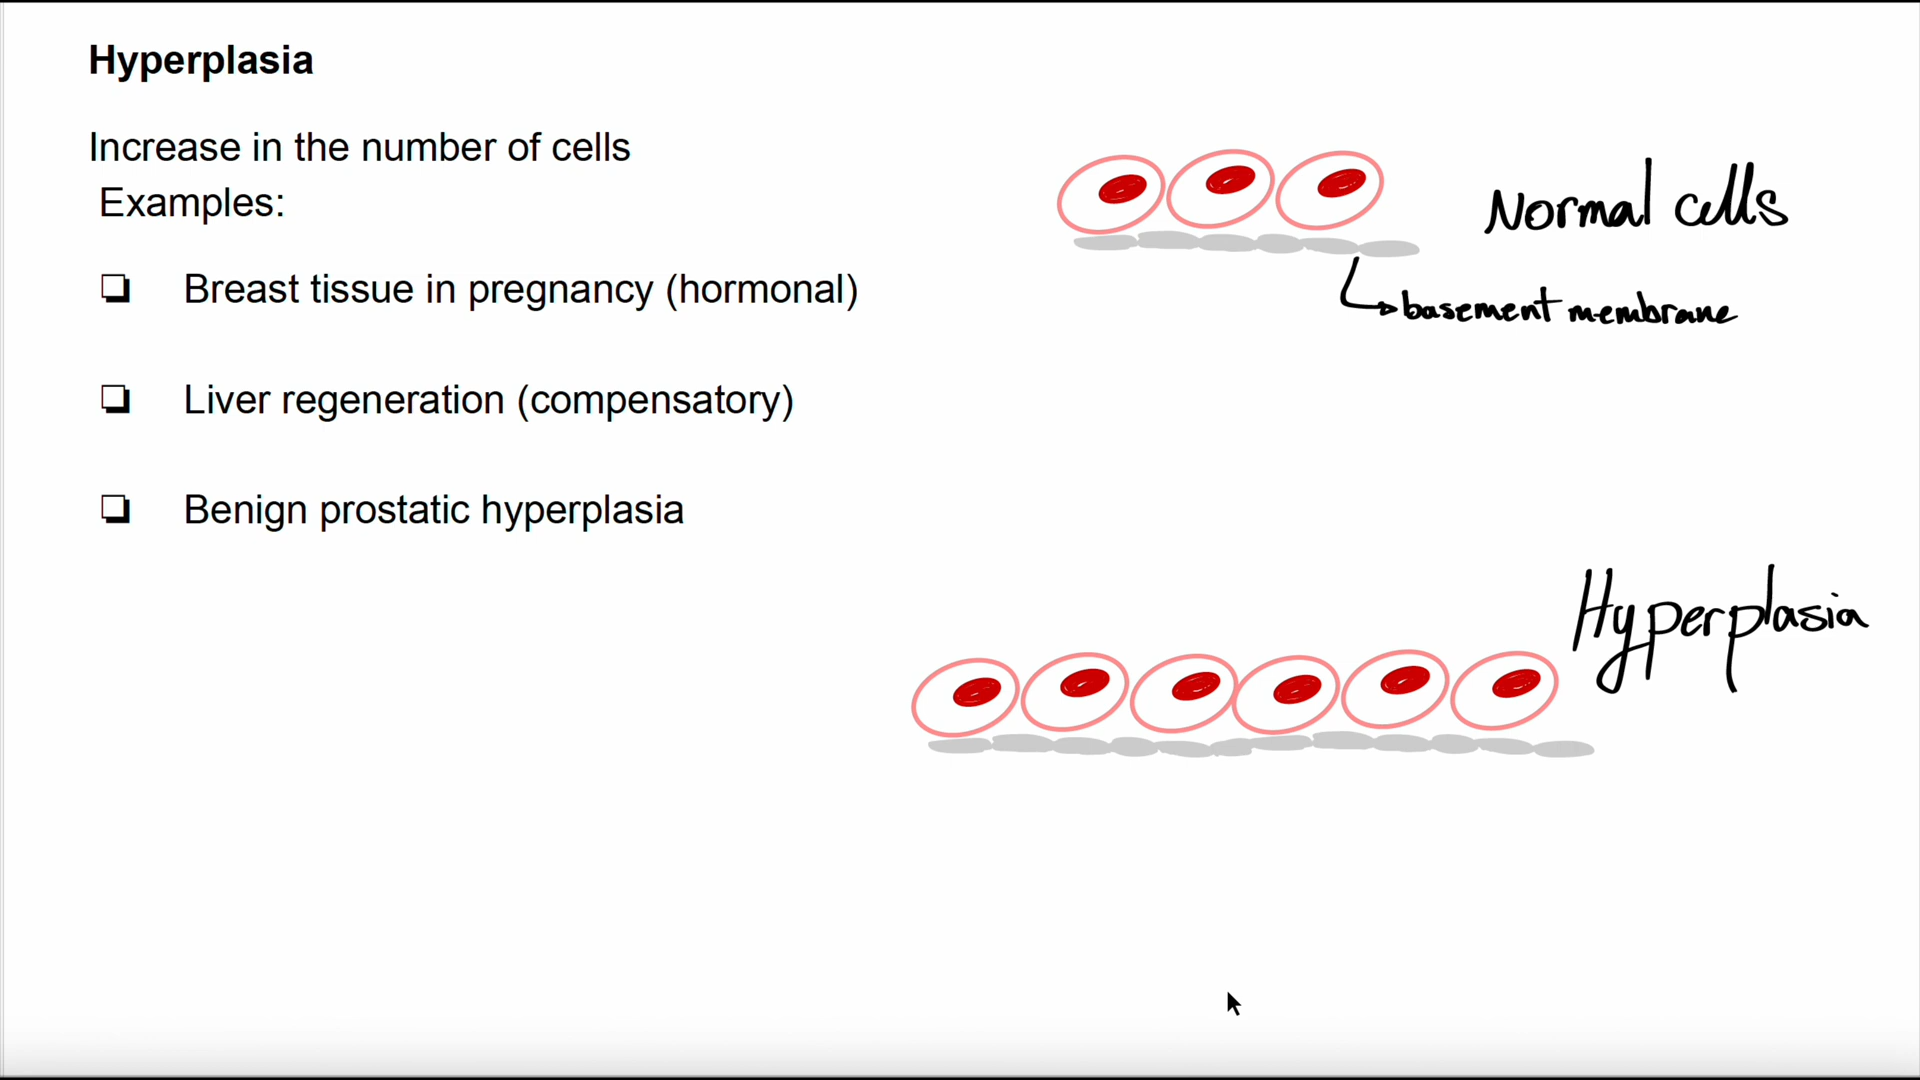 Hyperplasia
Increase in the number of cells
Examples:
Breast tissue in pregnancy (hormonal)
Liver regeneration (compensatory)
Benign prostatic hyperplasia
Normal cells
basement membrane
Hyperplasia